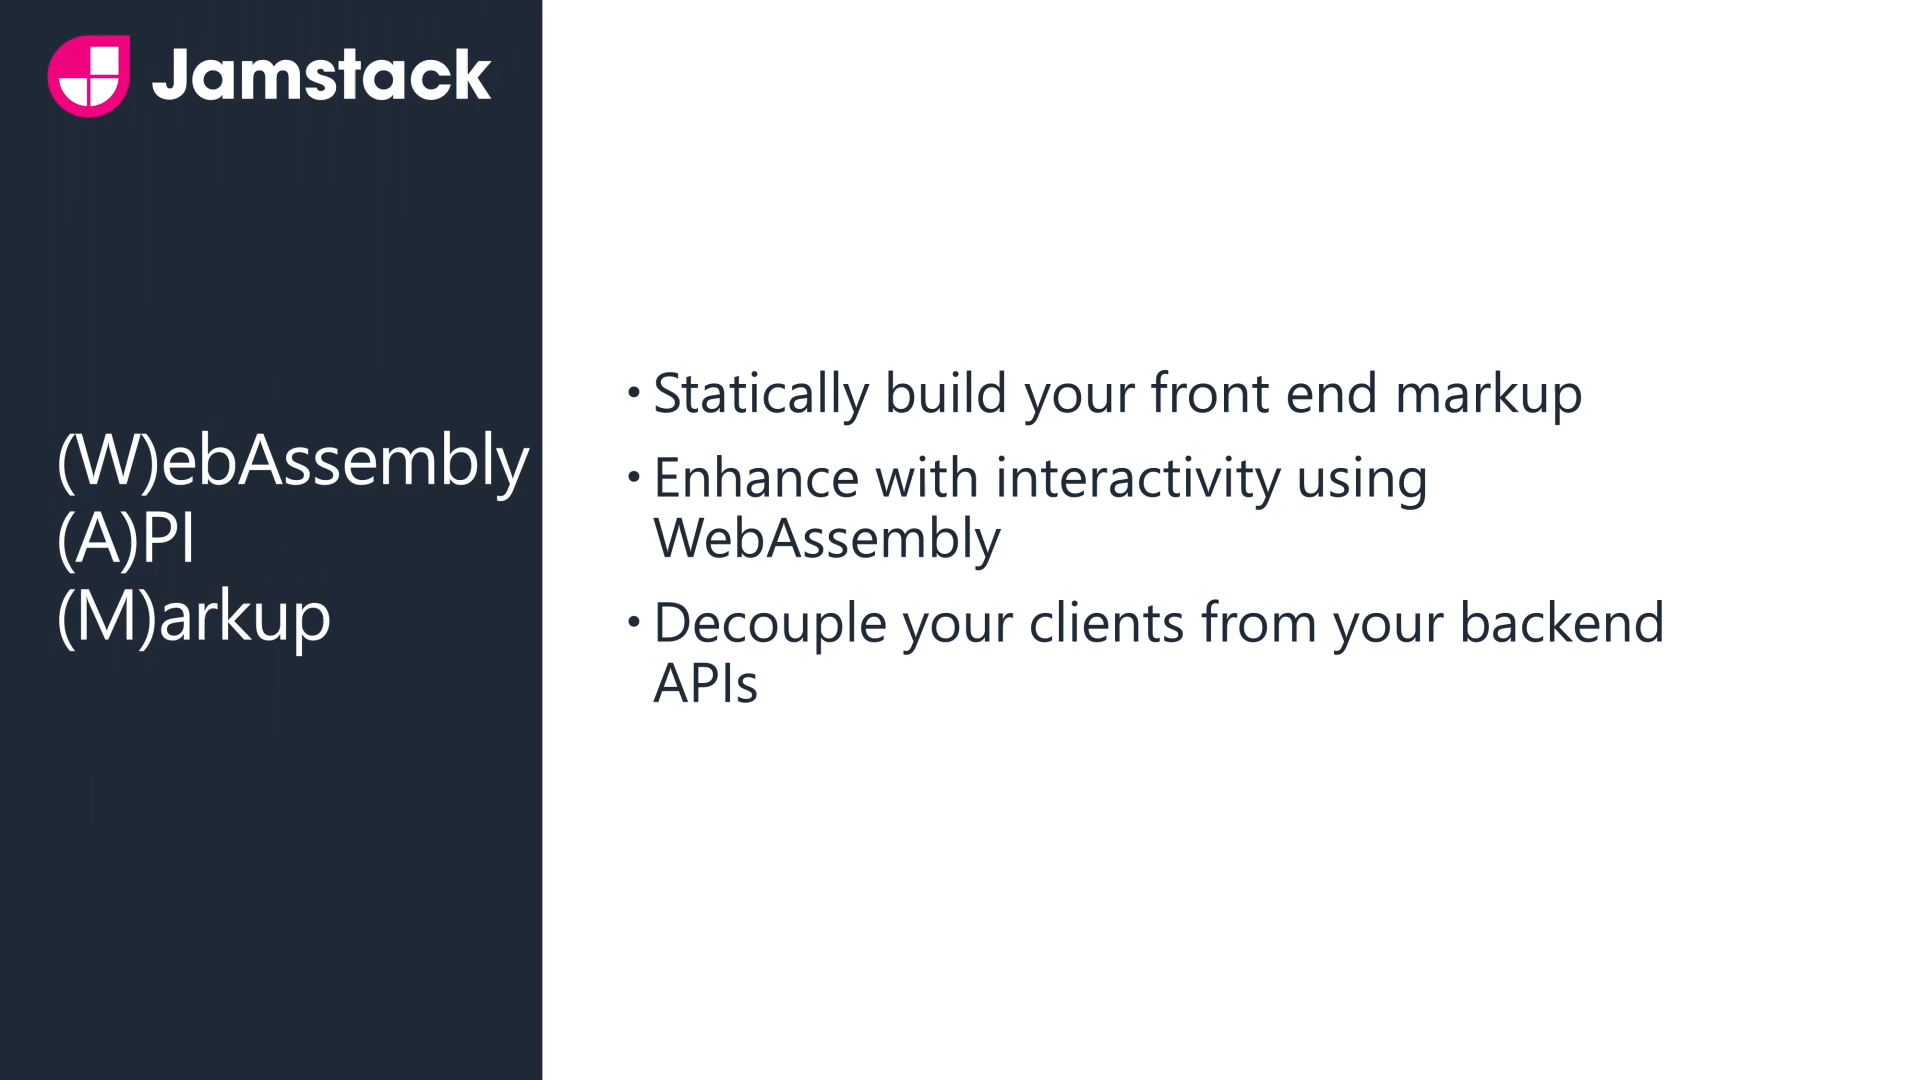 Jamstack
(W)ebAssembly
(A)PI
(M)arkup
• Statically build your front end markup
• Enhance with interactivity using
WebAssembly
• Decouple your clients from your backend
APIs